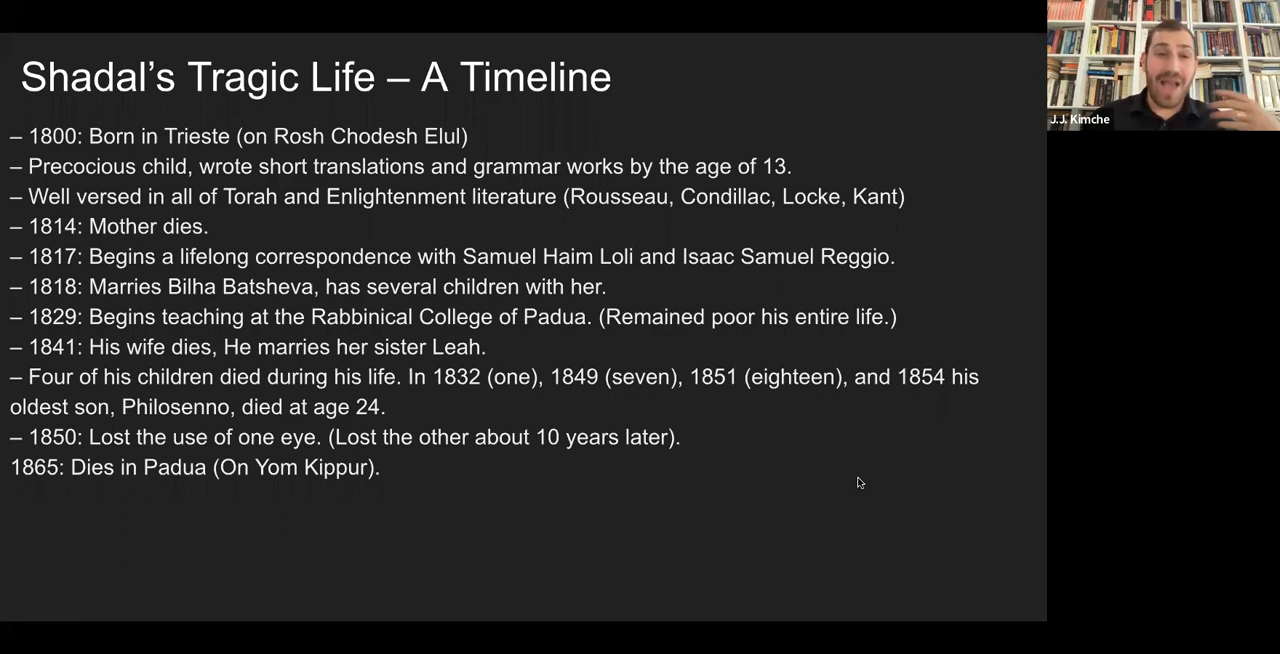 Shadal's Tragic Life – A Timeline
– 1800: Born in Trieste (on Rosh Chodesh Elul)
– Precocious child, wrote short translations and grammar works by the age of 13.
– Well versed in all of Torah and Enlightenment literature (Rousseau, Condillac, Locke, Kant)
– 1814: Mother dies.
– 1817: Begins a lifelong correspondence with Samuel Haim Loli and Isaac Samuel Reggio.
– 1818: Marries Bilha Batsheva, has several children with her.
– 1829: Begins teaching at the Rabbinical College of Padua. (Remained poor his entire life.)
– 1841: His wife dies, He marries her sister Leah.
– Four of his children died during his life. In 1832 (one), 1849 (seven), 1851 (eighteen), and 1854 his
oldest son, Philosenno, died at age 24.
– 1850: Lost the use of one eye. (Lost the other about 10 years later).
1865: Dies in Padua (On Yom Kippur).
J.J. Kimche